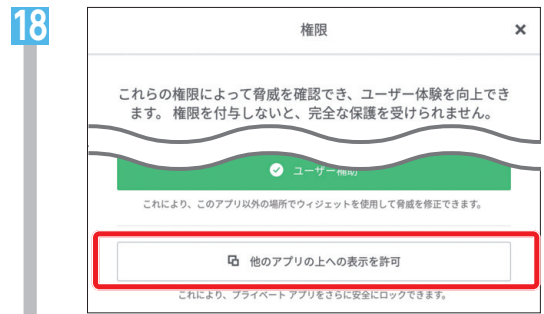 18
権限
これらの権限によって脅威を確認でき、ユーザー体験を向上でき
ます。 権限を付与しないと、完全な保護を受けられません。
ユーザー補助
これにより、このアプリ以外の場所でウィジェットを使用して脅威を修正できます。
他のアプリの上への表示を許可
これにより、プライベート アプリをさらに安全にロックできます。